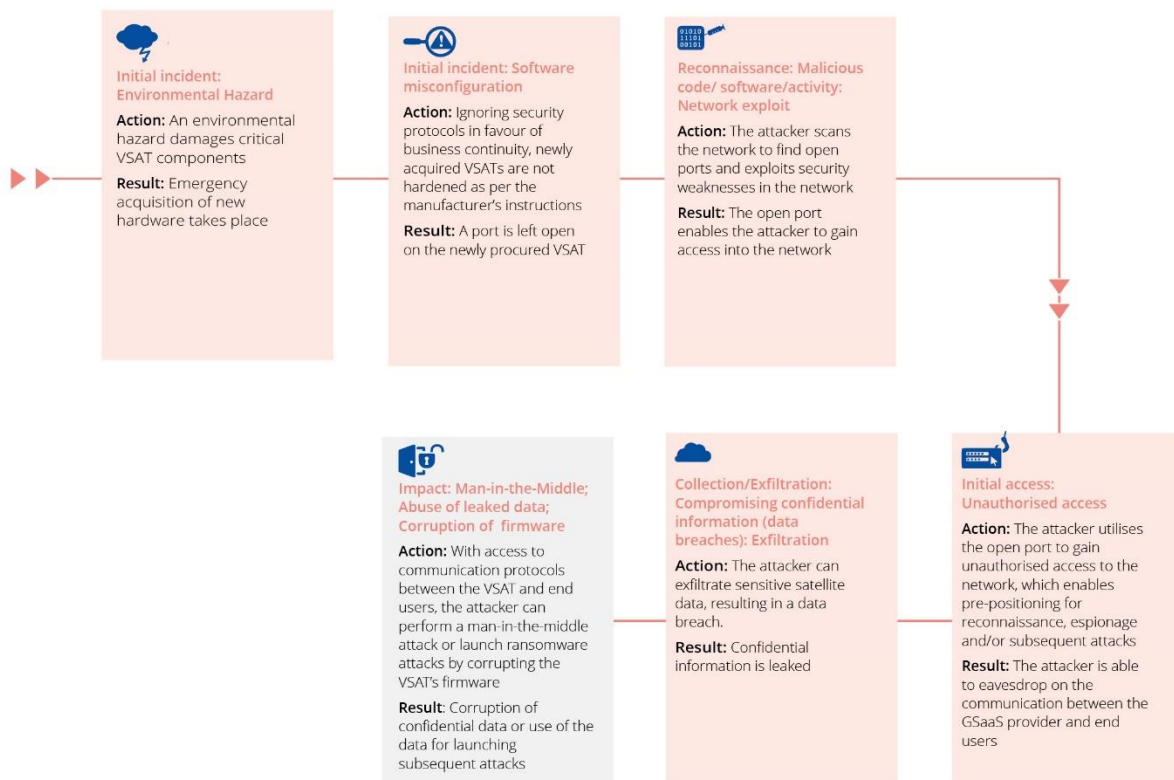 Initial incident:
Environmental Hazard
Action: An environmental
hazard damages critical
VSAT components
Result: Emergency
acquisition of new
hardware takes place
Initial incident: Software
misconfiguration
Action: Ignoring security
protocols in favour of
business continuity, newly
acquired VSATs are not
hardened as per the
manufacturer's instructions
Result: A port is left open
on the newly procured VSAT
01010
11101
00101
Reconnaissance: Malicious
code/ software/activity:
Network exploit
Action: The attacker scans
the network to find open
ports and exploits security
weaknesses in the network
Result: The open port
enables the attacker to gain
access into the network
Initial access:
Unauthorised access
Action: The attacker utilises
the open port to gain
unauthorised access to the
network, which enables
pre-positioning for
reconnaissance, espionage
and/or subsequent attacks
Result: The attacker is able
to eavesdrop on the
communication between the
GSaaS provider and end
users
Collection/Exfiltration:
Compromising confidential
information (data
breaches): Exfiltration
Action: The attacker can
exfiltrate sensitive satellite
data, resulting in a data
breach.
Result: Confidential
information is leaked
Impact: Man-in-the-Middle;
Abuse of leaked data;
Corruption of firmware
Action: With access to
communication protocols
between the VSAT and end
users, the attacker can
perform a man-in-the-middle
attack or launch ransomware
attacks by corrupting the
VSAT's firmware
Result: Corruption of
confidential data or use of the
data for launching
subsequent attacks